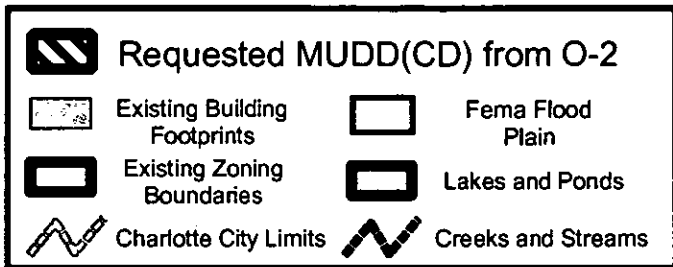 Requested MUDD(CD) from O-2
Existing Building
Footprints
Fema Flood
Plain
Existing Zoning
Boundaries
Lakes and Ponds
Charlotte City Limits
Creeks and Streams